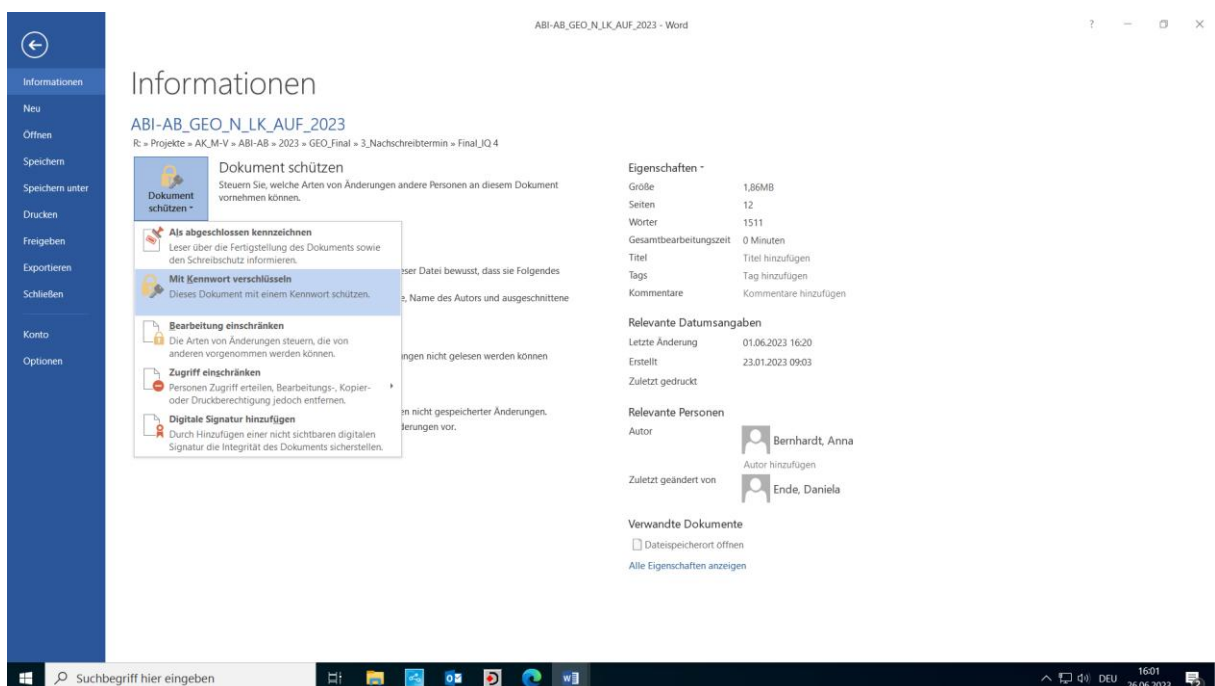 ABI-AB_GEO_N_LK_AUF_2023 - Word
?
Informationen
Neu
Öffnen
Speichern
Speichern unter
Drucken
Freigeben
Exportieren
Schließen
Konto
Optionen
Informationen
ABI-AB_GEO_N_LK_AUF_2023
R: » Projekte » AK_M-V » ABI-AB » 2023 » GEO_Final » 3_Nachschreibtermin » Final_IQ 4
Dokument
schützen
Dokument schützen
Steuern Sie, welche Arten von Änderungen andere Personen an diesem Dokument
vornehmen können.
Als abgeschlossen kennzeichnen
Leser über die Fertigstellung des Dokuments sowie
den Schreibschutz informieren.
Mit Kennwort verschlüsseln
Dieses Dokument mit einem Kennwort schützen.
Bearbeitung einschränken
Die Arten von Änderungen steuern, die von
anderen vorgenommen werden können.
Zugriff einschränken
Personen Zugriff erteilen, Bearbeitungs-, Kopier-
oder Druckberechtigung jedoch entfernen.
Digitale Signatur hinzufügen
Durch Hinzufügen einer nicht sichtbaren digitalen
Signatur die Integrität des Dokuments sicherstellen.
eser Datei bewusst, dass sie Folgendes
e, Name des Autors und ausgeschnittene
ngen nicht gelesen werden können
en nicht gespeicherter Änderungen.
derungen vor.
Eigenschaften
Größe 1,86MB
Seiten 12
Wörter 1511
Gesamtbearbeitungszeit 0 Minuten
Titel Titel hinzufügen
Tags Tag hinzufügen
Kommentare Kommentare hinzufügen
Relevante Datumsangaben
Letzte Änderung 01.06.2023 16:20
Erstellt 23.01.2023 09:03
Zuletzt gedruckt
Relevante Personen
Autor Bernhardt, Anna
Autor hinzufügen
Zuletzt geändert von Ende, Daniela
Verwandte Dokumente
Dateispeicherort öffnen
Alle Eigenschaften anzeigen
Suchbegriff hier eingeben
DEU
16:01
26.06.2023